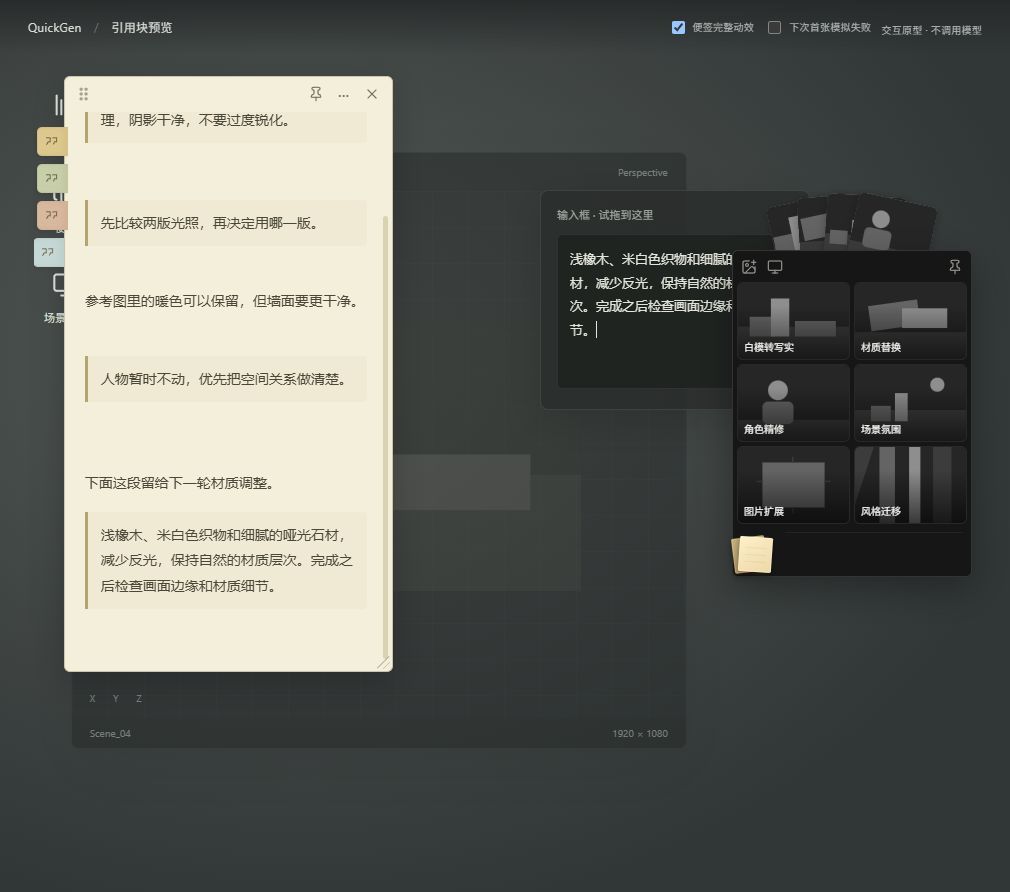 QuickGen / 引用块预览
便签完整动效
下次首张模拟失败
交互原型 · 不调用模型
理，阴影干净，不要过度锐化。
先比较两版光照，再决定用哪一版。
参考图里的暖色可以保留，但墙面要更干净。
人物暂时不动，优先把空间关系做清楚。
下面这段留给下一轮材质调整。
浅橡木、米白色织物和细腻的哑光石材，
减少反光，保持自然的材质层次。完成之
后检查画面边缘和材质细节。
场景
Perspective
输入框 · 试拖到这里
浅橡木、米白色织物和细腻的
材，减少反光，保持自然的材
次。完成之后检查画面边缘和
节。
白模转写实
材质替换
角色精修
场景氛围
图片扩展
风格迁移
X Y Z
Scene_04
1920 × 1080